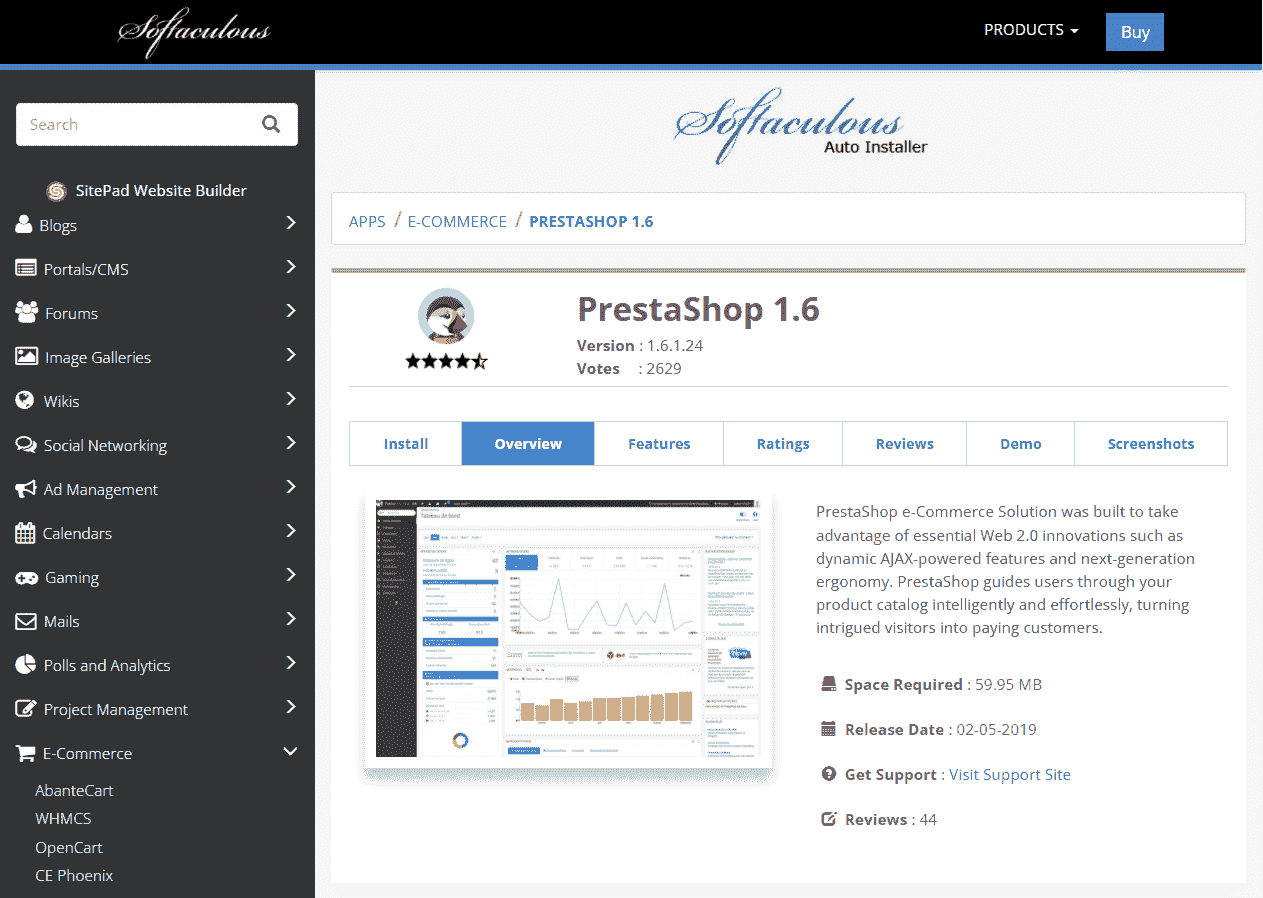 Softaculous
PRODUCTS
Buy
Search
SitePad Website Builder
Blogs
Portals/CMS
Forums
Image Galleries
Wikis
Social Networking
Ad Management
Calendars
Gaming
Mails
Polls and Analytics
Project Management
E-Commerce
AbanteCart
WHMCS
OpenCart
CE Phoenix
Softaculous
Auto Installer
APPS / E-COMMERCE / PRESTASHOP 1.6
PrestaShop 1.6
Version : 1.6.1.24
Votes : 2629
Install Overview Features Ratings Reviews Demo Screenshots
PrestaShop e-Commerce Solution was built to take
advantage of essential Web 2.0 innovations such as
dynamic AJAX-powered features and next-generation
ergonomy. PrestaShop guides users through your
product catalog intelligently and effortlessly, turning
intrigued visitors into paying customers.
Space Required : 59.95 MB
Release Date : 02-05-2019
Get Support : Visit Support Site
Reviews : 44